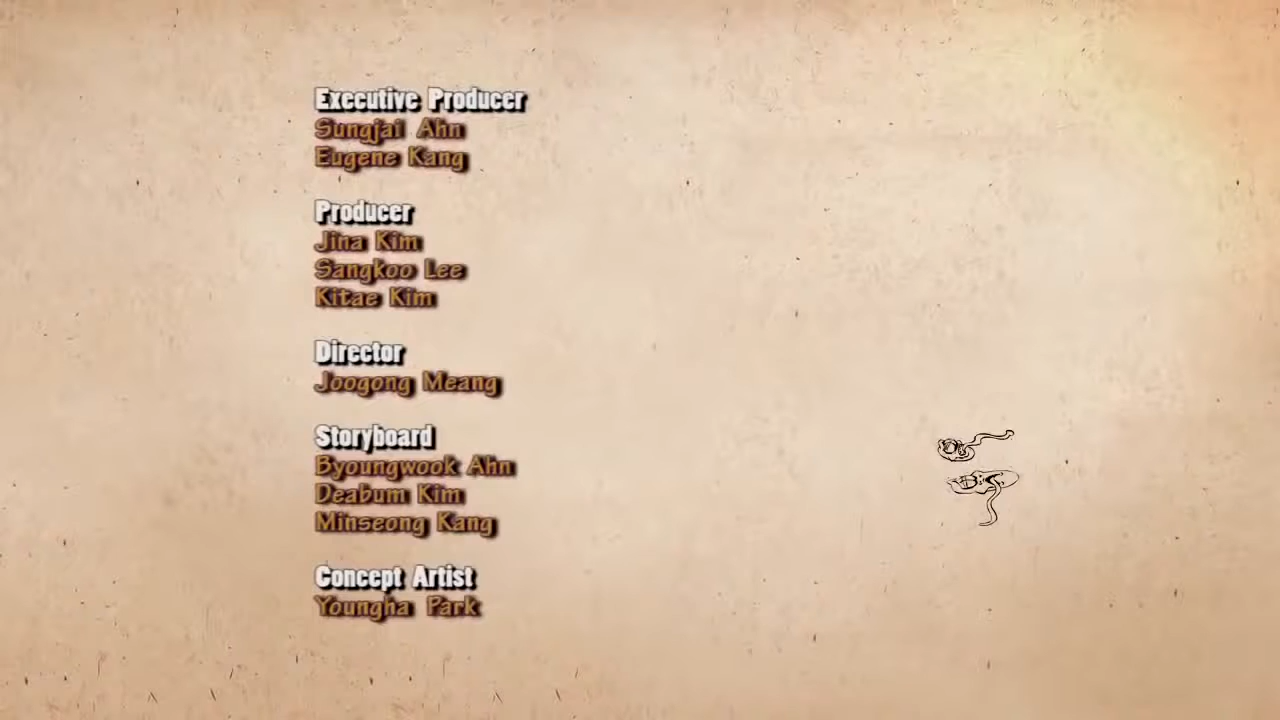 Executive Producer
Sungjai Ahn
Eugene Kang
Producer
Jina Kim
Sangkoo Lee
Kitae Kim
Director
Joogong Meang
Storyboard
Byoungwook Ahn
Deabum Kim
Minseong Kang
Concept Artist
Youngha Park